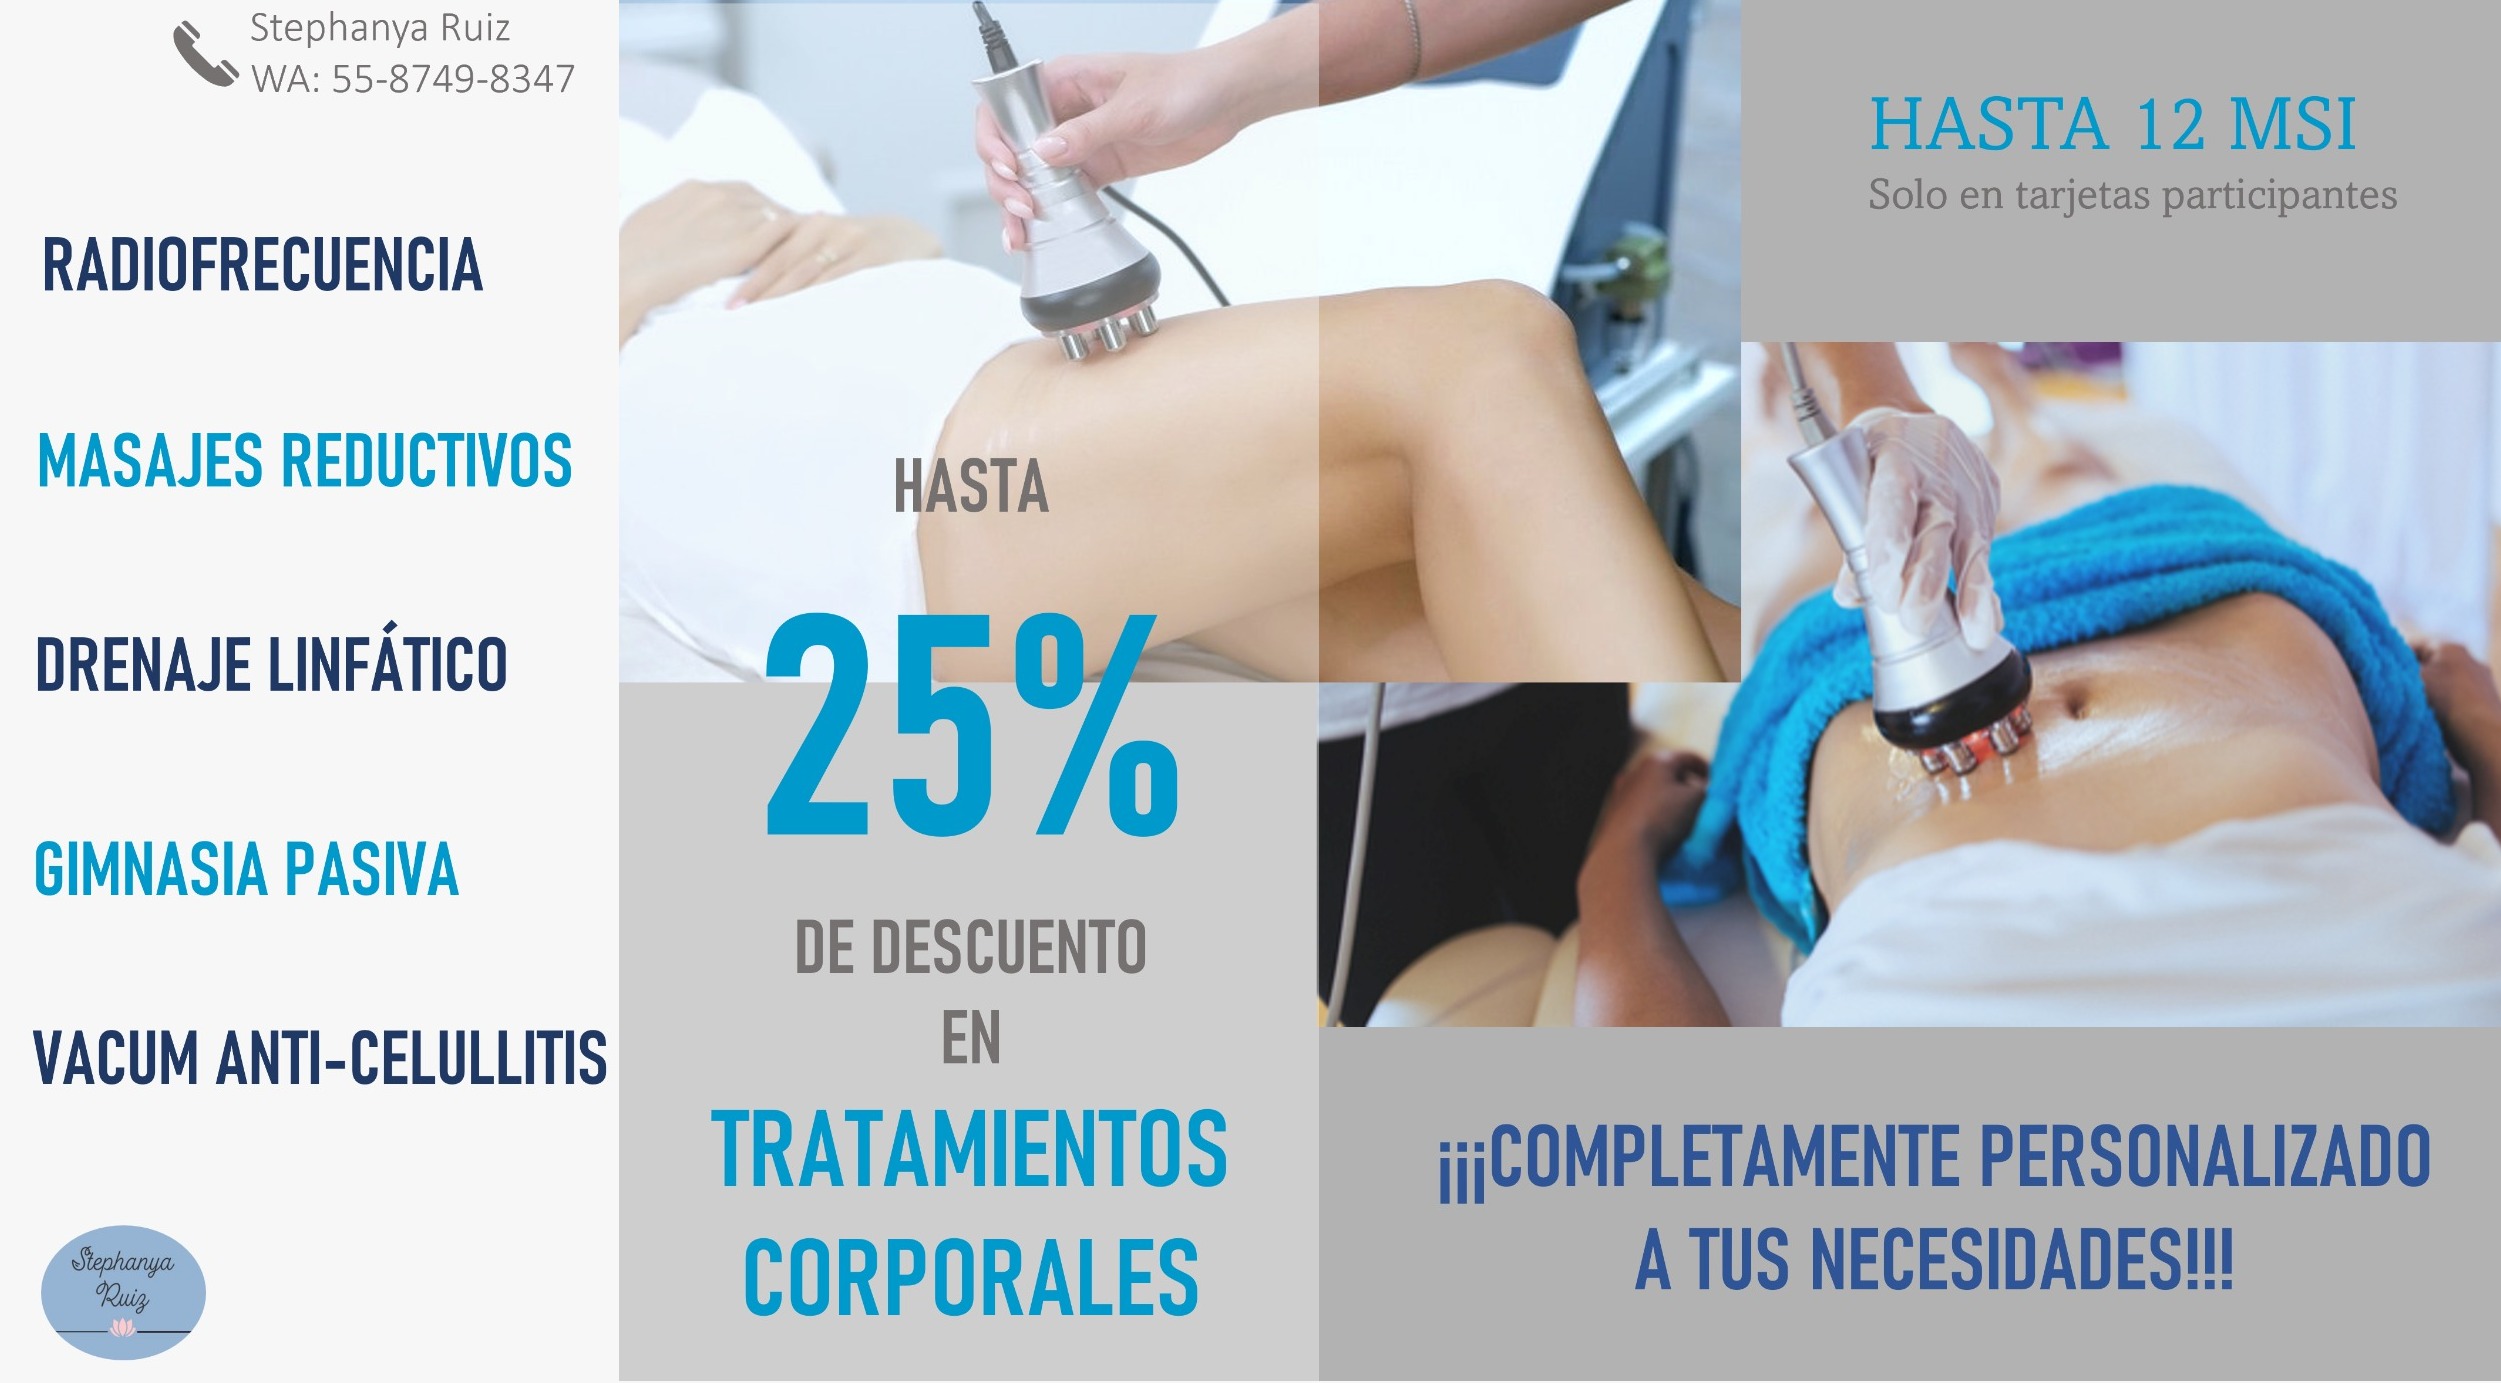 Stephanya Ruiz
WA: 55-8749-8347
RADIOFRECUENCIA
MASAJES REDUCTIVOS
DRENAJE LINFÁTICO
GIMNASIA PASIVA
VACUM ANTI-CELULLITIS
Stephanya
Ruiz
HASTA
25%
DE DESCUENTO
EN
TRATAMIENTOS
CORPORALES
HASTA 12 MSI
Solo en tarjetas participantes
¡¡¡COMPLETAMENTE PERSONALIZADO
A TUS NECESIDADES!!!